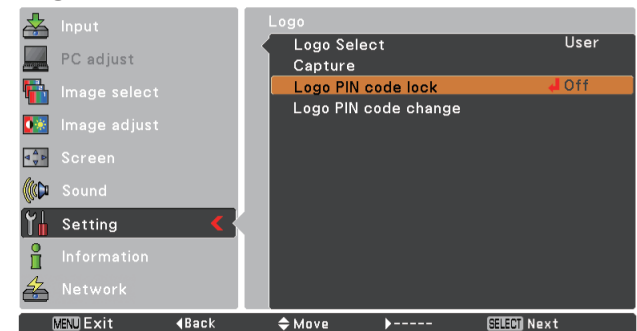 Input
PC adjust
Image select
Image adjust
Screen
Sound
Setting
Information
Network
Logo
Logo Select User
Capture
Logo PIN code lock Off
Logo PIN code change
MENU Exit ◀Back ◆Move ▶----- SELECT Next